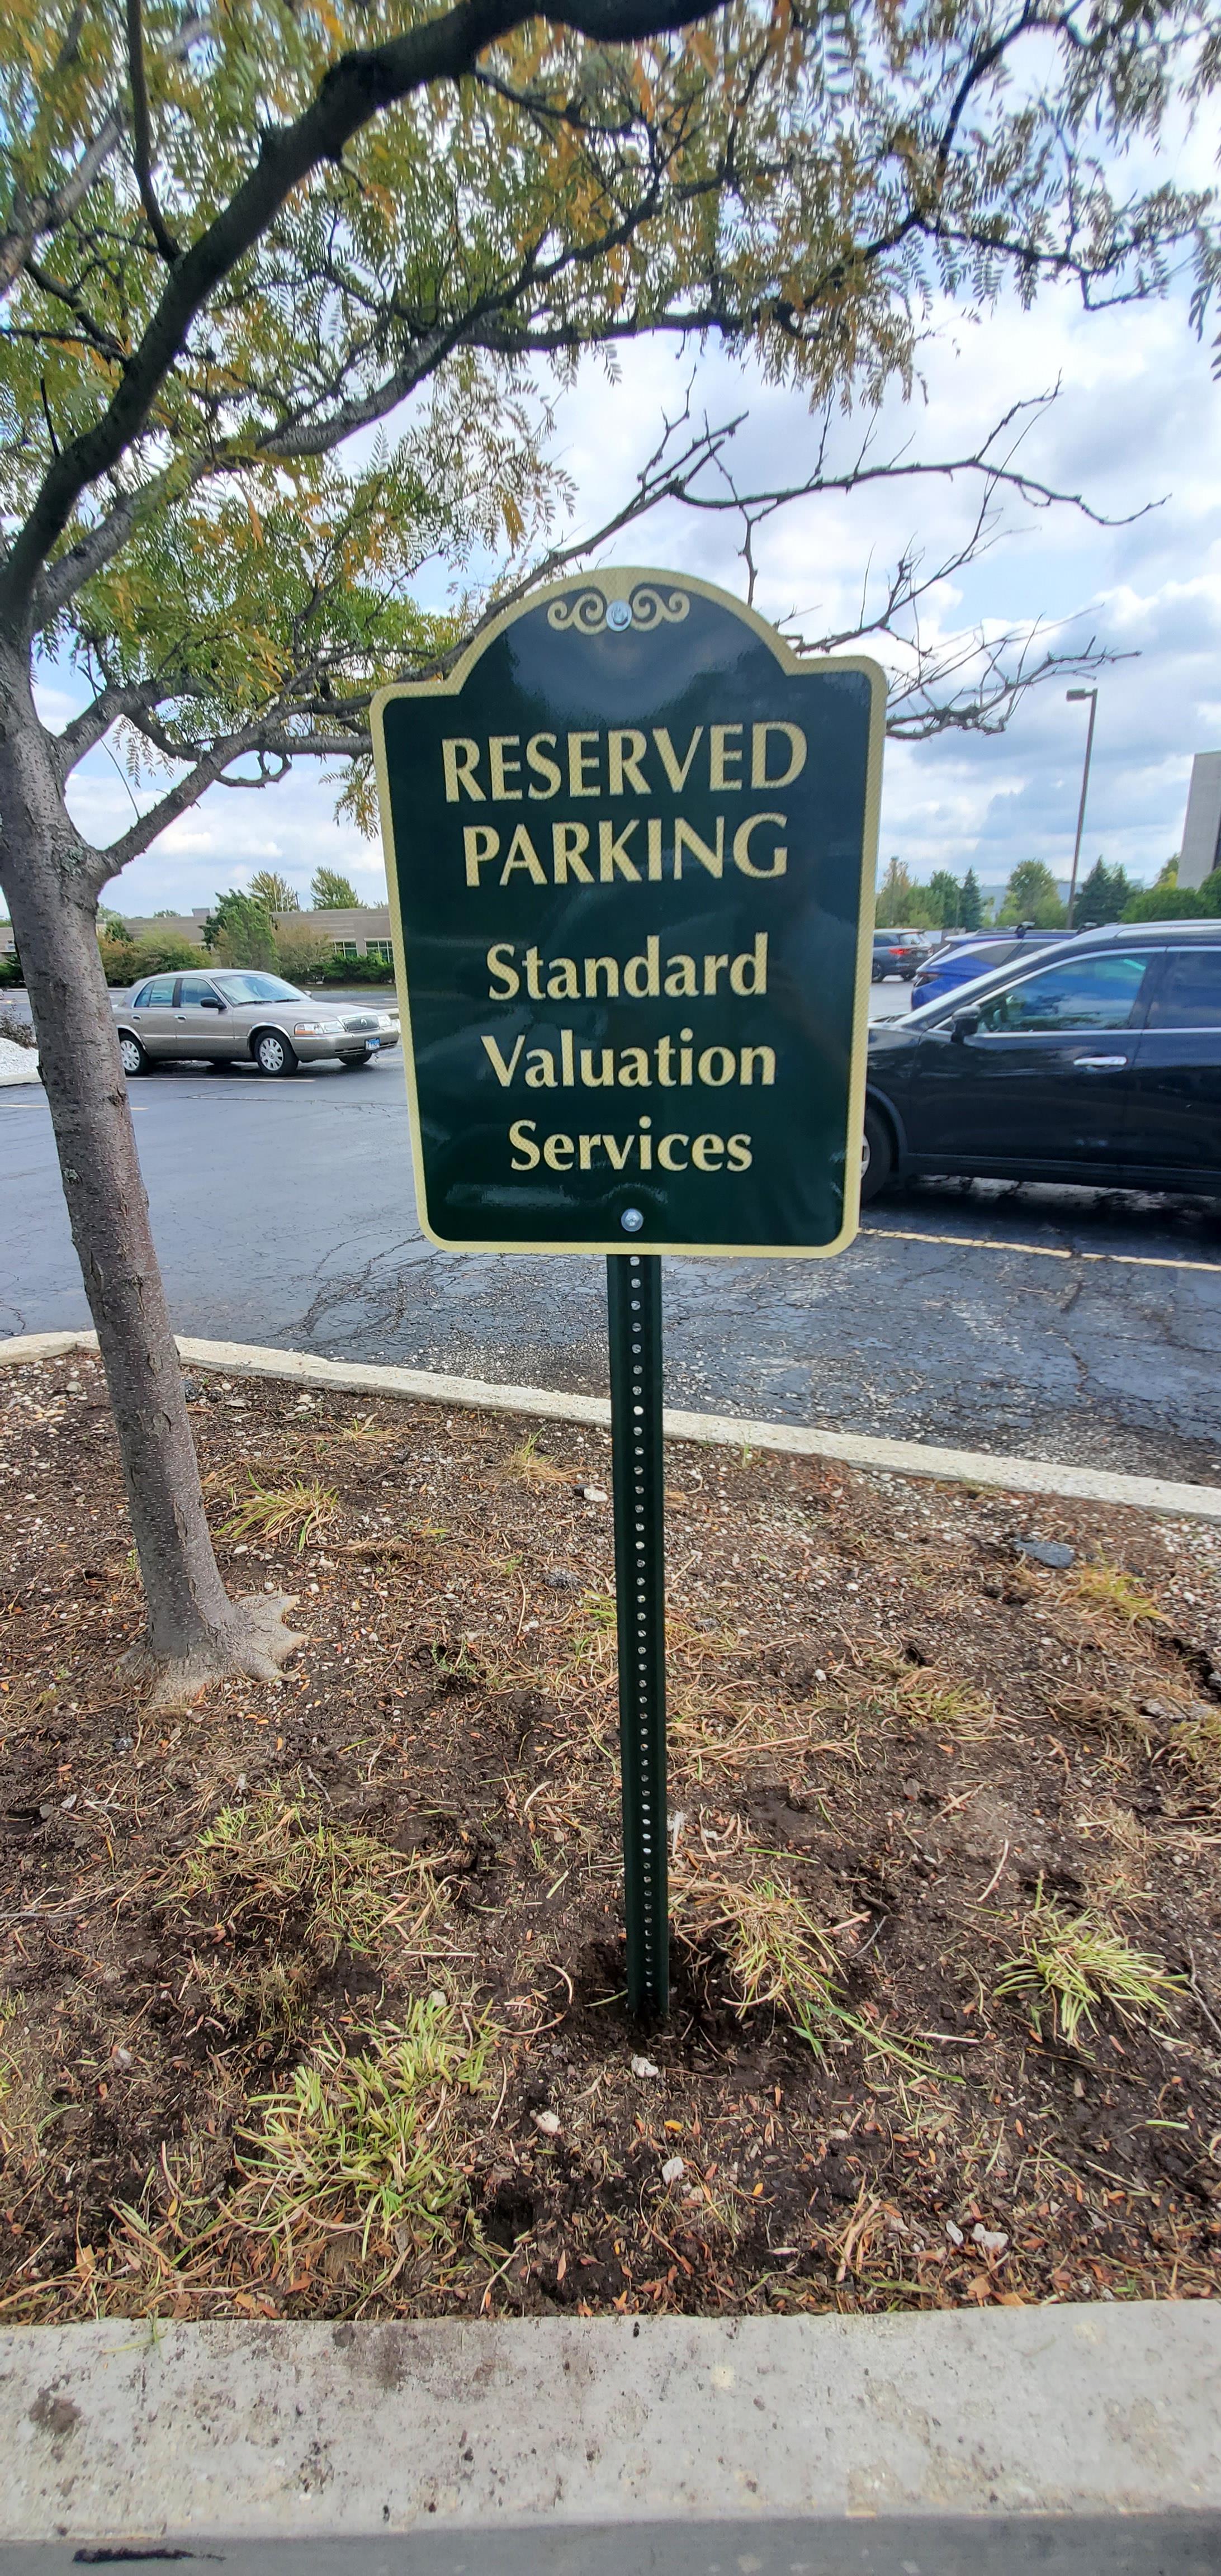 RESERVED
PARKING
Standard
Valuation
Services